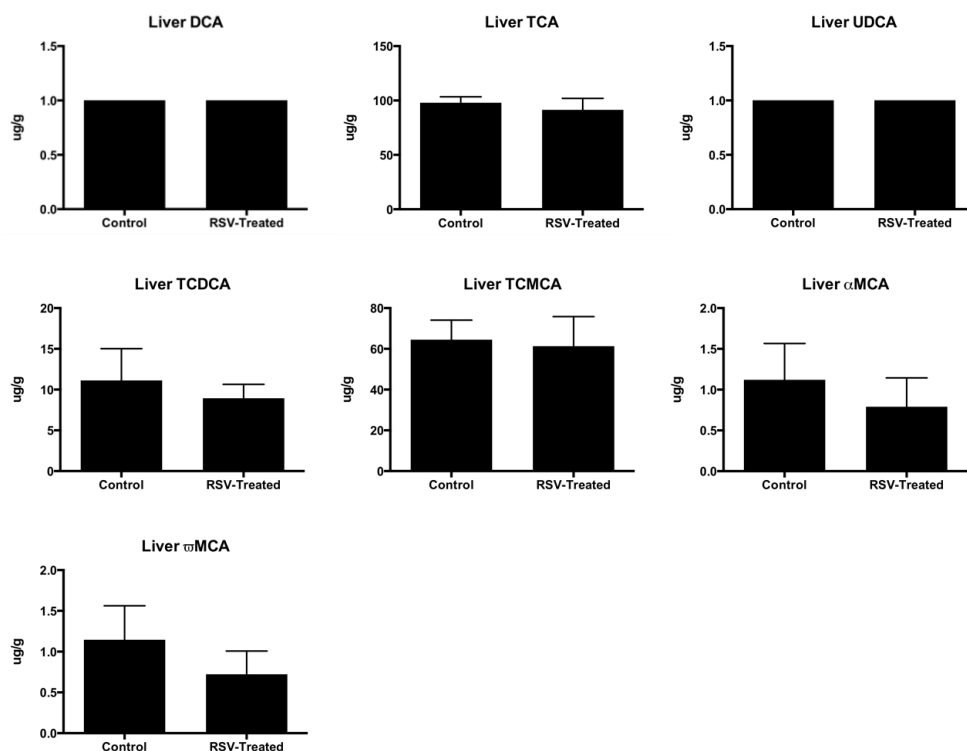 Liver DCA
1.5
1.0
0.5
0.0
ug/g
Control RSV-Treated
Liver TCA
150
100
50
0
ug/g
Control RSV-Treated
Liver UDCA
1.5
1.0
0.5
0.0
ug/g
Control RSV-Treated
Liver TCDCA
20
15
10
5
0
ug/g
Control RSV-Treated
Liver TCMCA
80
60
40
20
0
ug/g
Control RSV-Treated
Liver αMCA
2.0
1.5
1.0
0.5
0.0
ug/g
Control RSV-Treated
Liver ϖMCA
2.0
1.5
1.0
0.5
0.0
ug/g
Control RSV-Treated